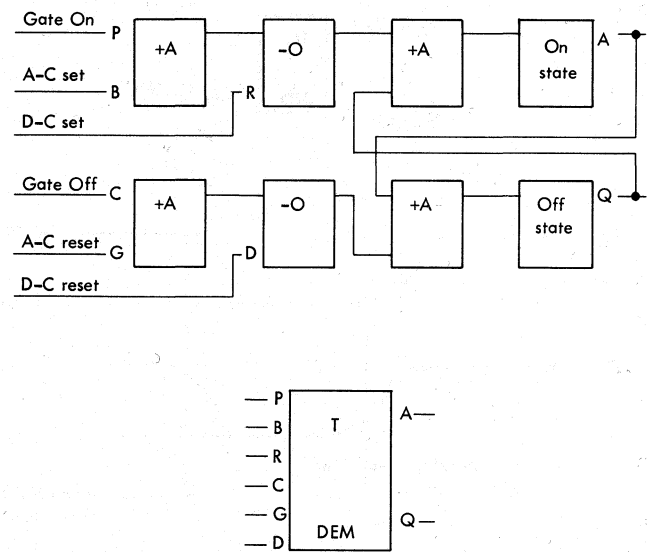 Gate On P
A-C set B
D-C set R
+A
-O
+A
On
state
A
Gate Off C
A-C reset G
D-C reset D
+A
-O
+A
Off
state
Q
P
B
R
C
G
D
T
DEM
A
Q